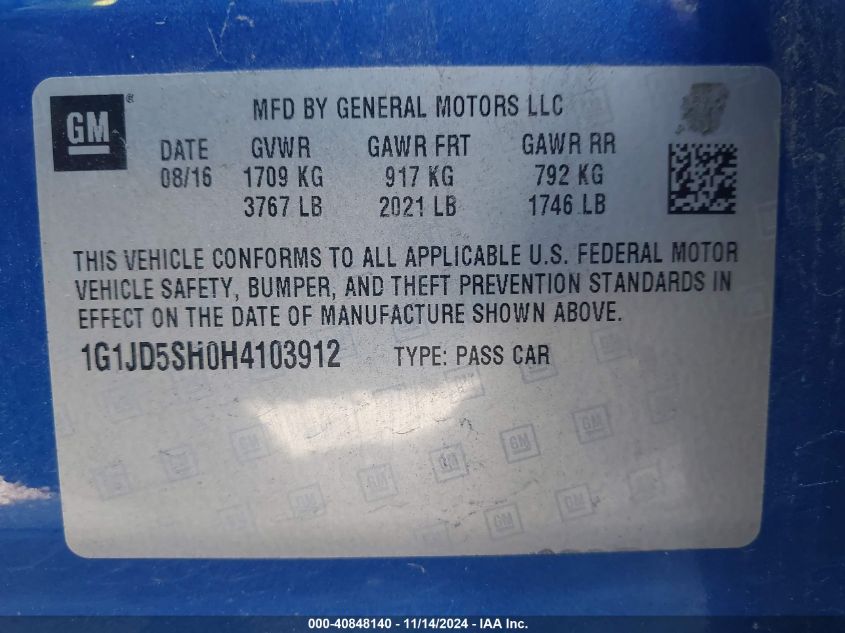 GM
MFD BY GENERAL MOTORS LLC
DATE GVWR GAWR FRT GAWR RR
08/16 1709 KG 917 KG 792 KG
3767 LB 2021 LB 1746 LB
THIS VEHICLE CONFORMS TO ALL APPLICABLE U.S. FEDERAL MOTOR
VEHICLE SAFETY, BUMPER, AND THEFT PREVENTION STANDARDS IN
EFFECT ON THE DATE OF MANUFACTURE SHOWN ABOVE.
1G1JD5SH0H4103912 TYPE: PASS CAR
000-40848140 - 11/14/2024 - IAA Inc.